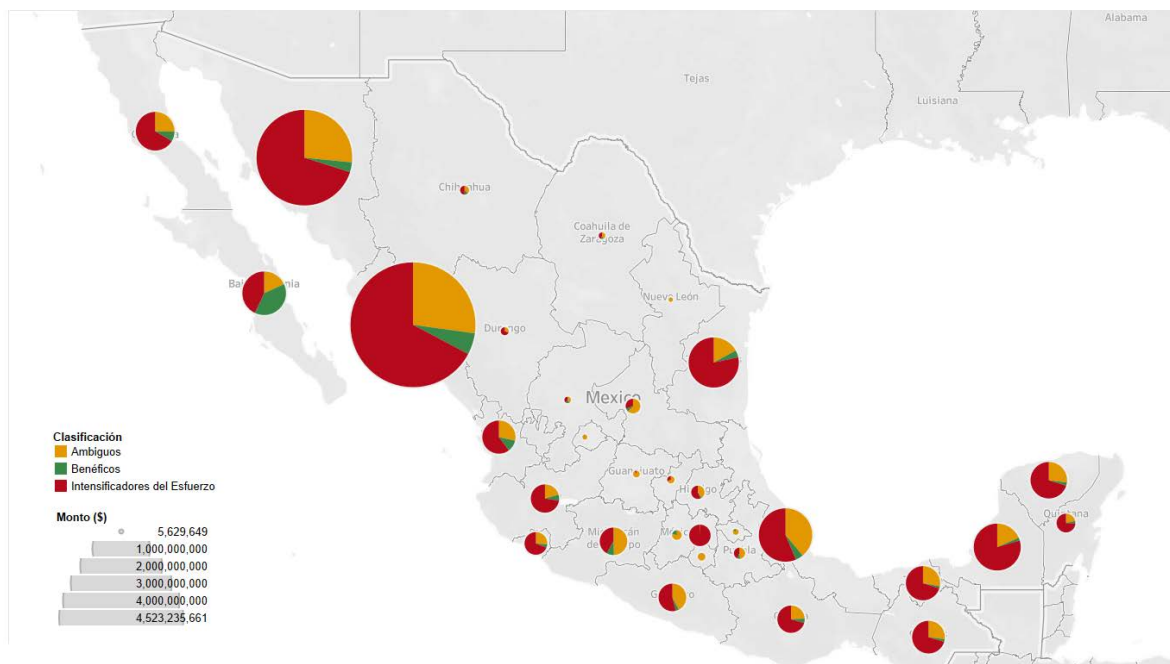 Alabama
Tejas
Luisiana
Chihuahua
Coahuila de
Zaragoza
Nuevo León
Durango
Mexico
Guanajuato
Hidalgo
Puebla
Quintana
Clasificación
Ambiguos
Benéficos
Intensificadores del Esfuerzo
Monto ($)
5,629,649
1,000,000,000
2,000,000,000
3,000,000,000
4,000,000,000
4,523,235,661